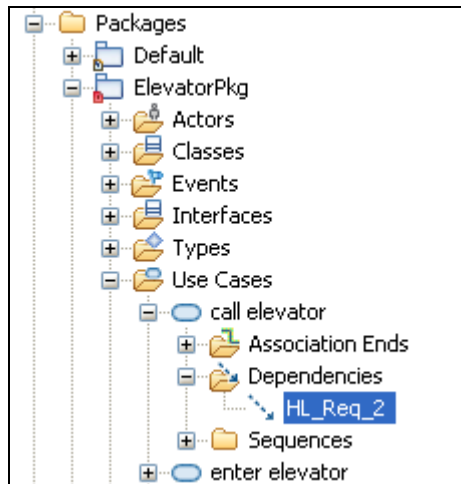 Packages
Default
ElevatorPkg
Actors
Classes
Events
Interfaces
Types
Use Cases
call elevator
Association Ends
Dependencies
HL_Req_2
Sequences
enter elevator